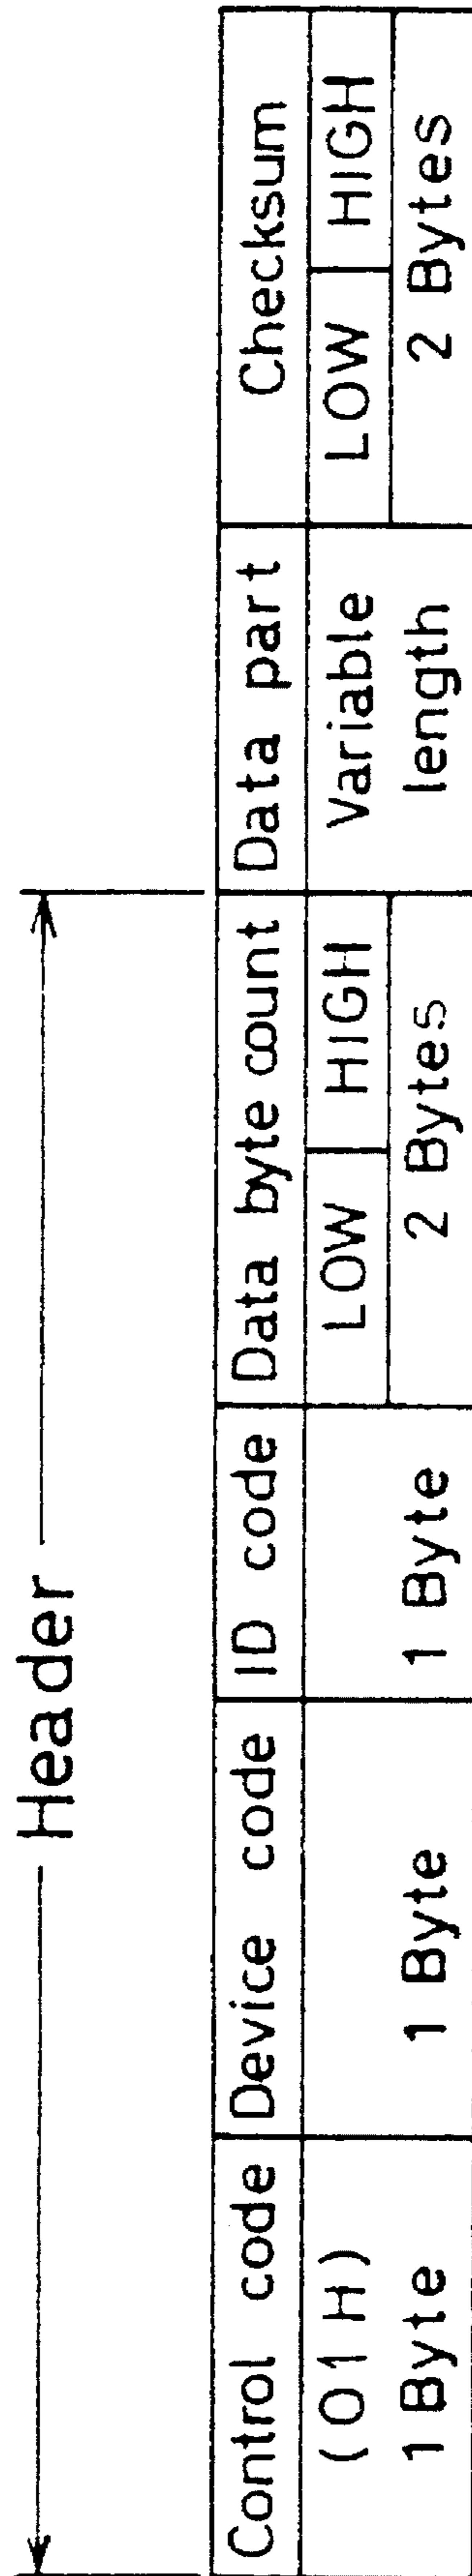 Header
Control code Device code ID code Data byte count Data part Checksum
(01H) LOW HIGH Variable LOW HIGH
1 Byte 1 Byte 1 Byte 2 Bytes length 2 Bytes